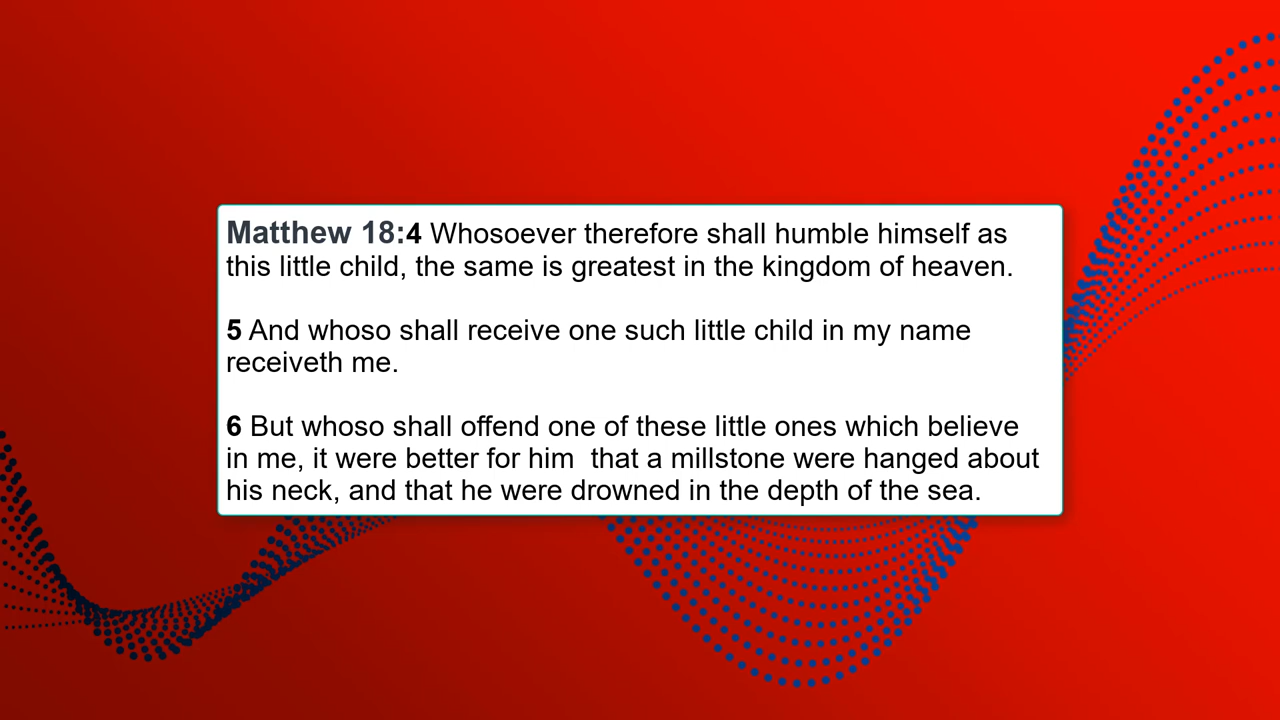 Matthew 18:4 Whosoever therefore shall humble himself as
this little child, the same is greatest in the kingdom of heaven.
5 And whoso shall receive one such little child in my name
receiveth me.
6 But whoso shall offend one of these little ones which believe
in me, it were better for him  that a millstone were hanged about
his neck, and that he were drowned in the depth of the sea.